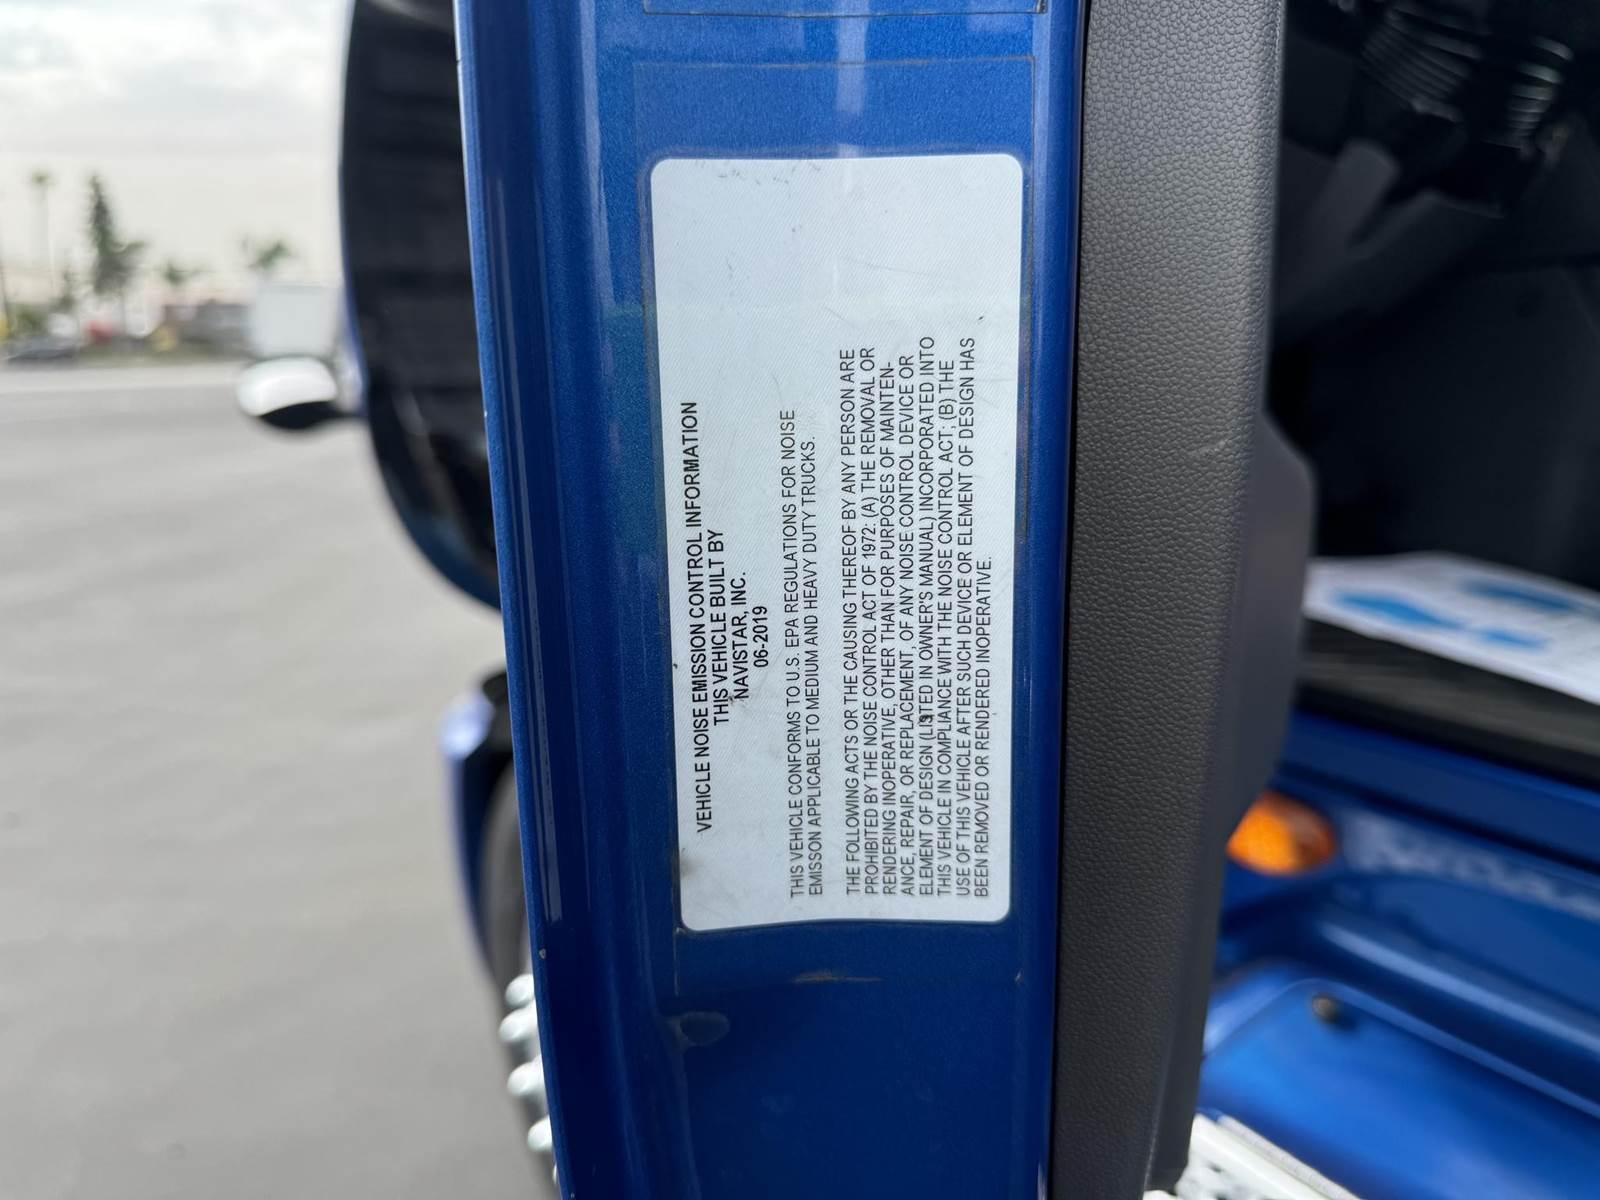 VEHICLE NOISE EMISSION CONTROL INFORMATION
THIS VEHICLE BUILT BY
NAVISTAR, INC.
06-2019
THIS VEHICLE CONFORMS TO U.S. EPA REGULATIONS FOR NOISE
EMISSON APPLICABLE TO MEDIUM AND HEAVY DUTY TRUCKS.
THE FOLLOWING ACTS OR THE CAUSING THEREOF BY ANY PERSON ARE
PROHIBITED BY THE NOISE CONTROL ACT OF 1972: (A) THE REMOVAL OR
RENDERING INOPERATIVE, OTHER THAN FOR PURPOSES OF MAINTEN-
ANCE, REPAIR, OR REPLACEMENT, OF ANY NOISE CONTROL DEVICE OR
ELEMENT OF DESIGN (LISTED IN OWNER'S MANUAL) INCORPORATED INTO
THIS VEHICLE IN COMPLIANCE WITH THE NOISE CONTROL ACT; (B) THE
USE OF THIS VEHICLE AFTER SUCH DEVICE OR ELEMENT OF DESIGN HAS
BEEN REMOVED OR RENDERED INOPERATIVE.